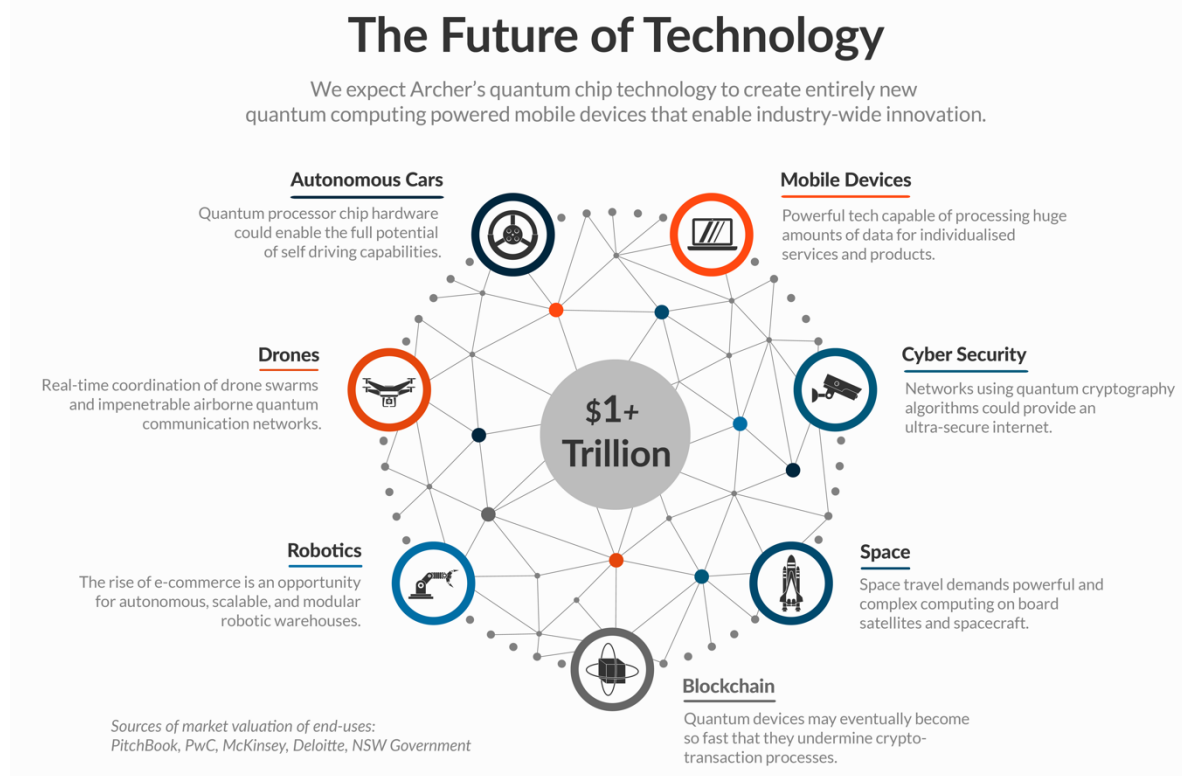 The Future of Technology
We expect Archer's quantum chip technology to create entirely new
quantum computing powered mobile devices that enable industry-wide innovation.
Autonomous Cars
Quantum processor chip hardware
could enable the full potential
of self driving capabilities.
Mobile Devices
Powerful tech capable of processing huge
amounts of data for individualised
services and products.
Drones
Real-time coordination of drone swarms
and impenetrable airborne quantum
communication networks.
Cyber Security
Networks using quantum cryptography
algorithms could provide an
ultra-secure internet.
$1+
Trillion
Robotics
The rise of e-commerce is an opportunity
for autonomous, scalable, and modular
robotic warehouses.
Space
Space travel demands powerful and
complex computing on board
satellites and spacecraft.
Blockchain
Quantum devices may eventually become
so fast that they undermine crypto-
transaction processes.
Sources of market valuation of end-uses:
PitchBook, PwC, McKinsey, Deloitte, NSW Government